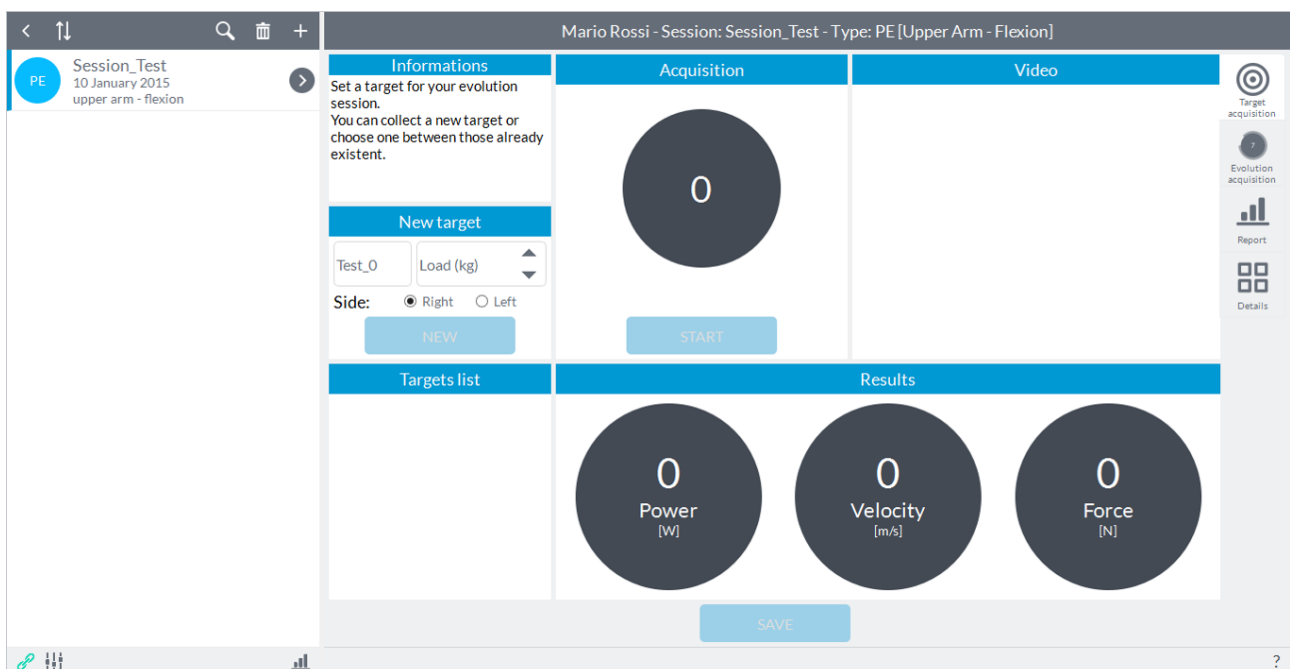 Mario Rossi - Session: Session_Test - Type: PE [Upper Arm - Flexion]
PE
Session_Test
10 January 2015
upper arm - flexion
Informations
Set a target for your evolution
session.
You can collect a new target or
choose one between those already
existent.
New target
Test_0
Load (kg)
Side:
Right
Left
NEW
Targets list
Acquisition
0
START
Video
Results
0
Power
[W]
0
Velocity
[m/s]
0
Force
[N]
SAVE
Target
acquisition
7
Evolution
acquisition
Report
Details
?